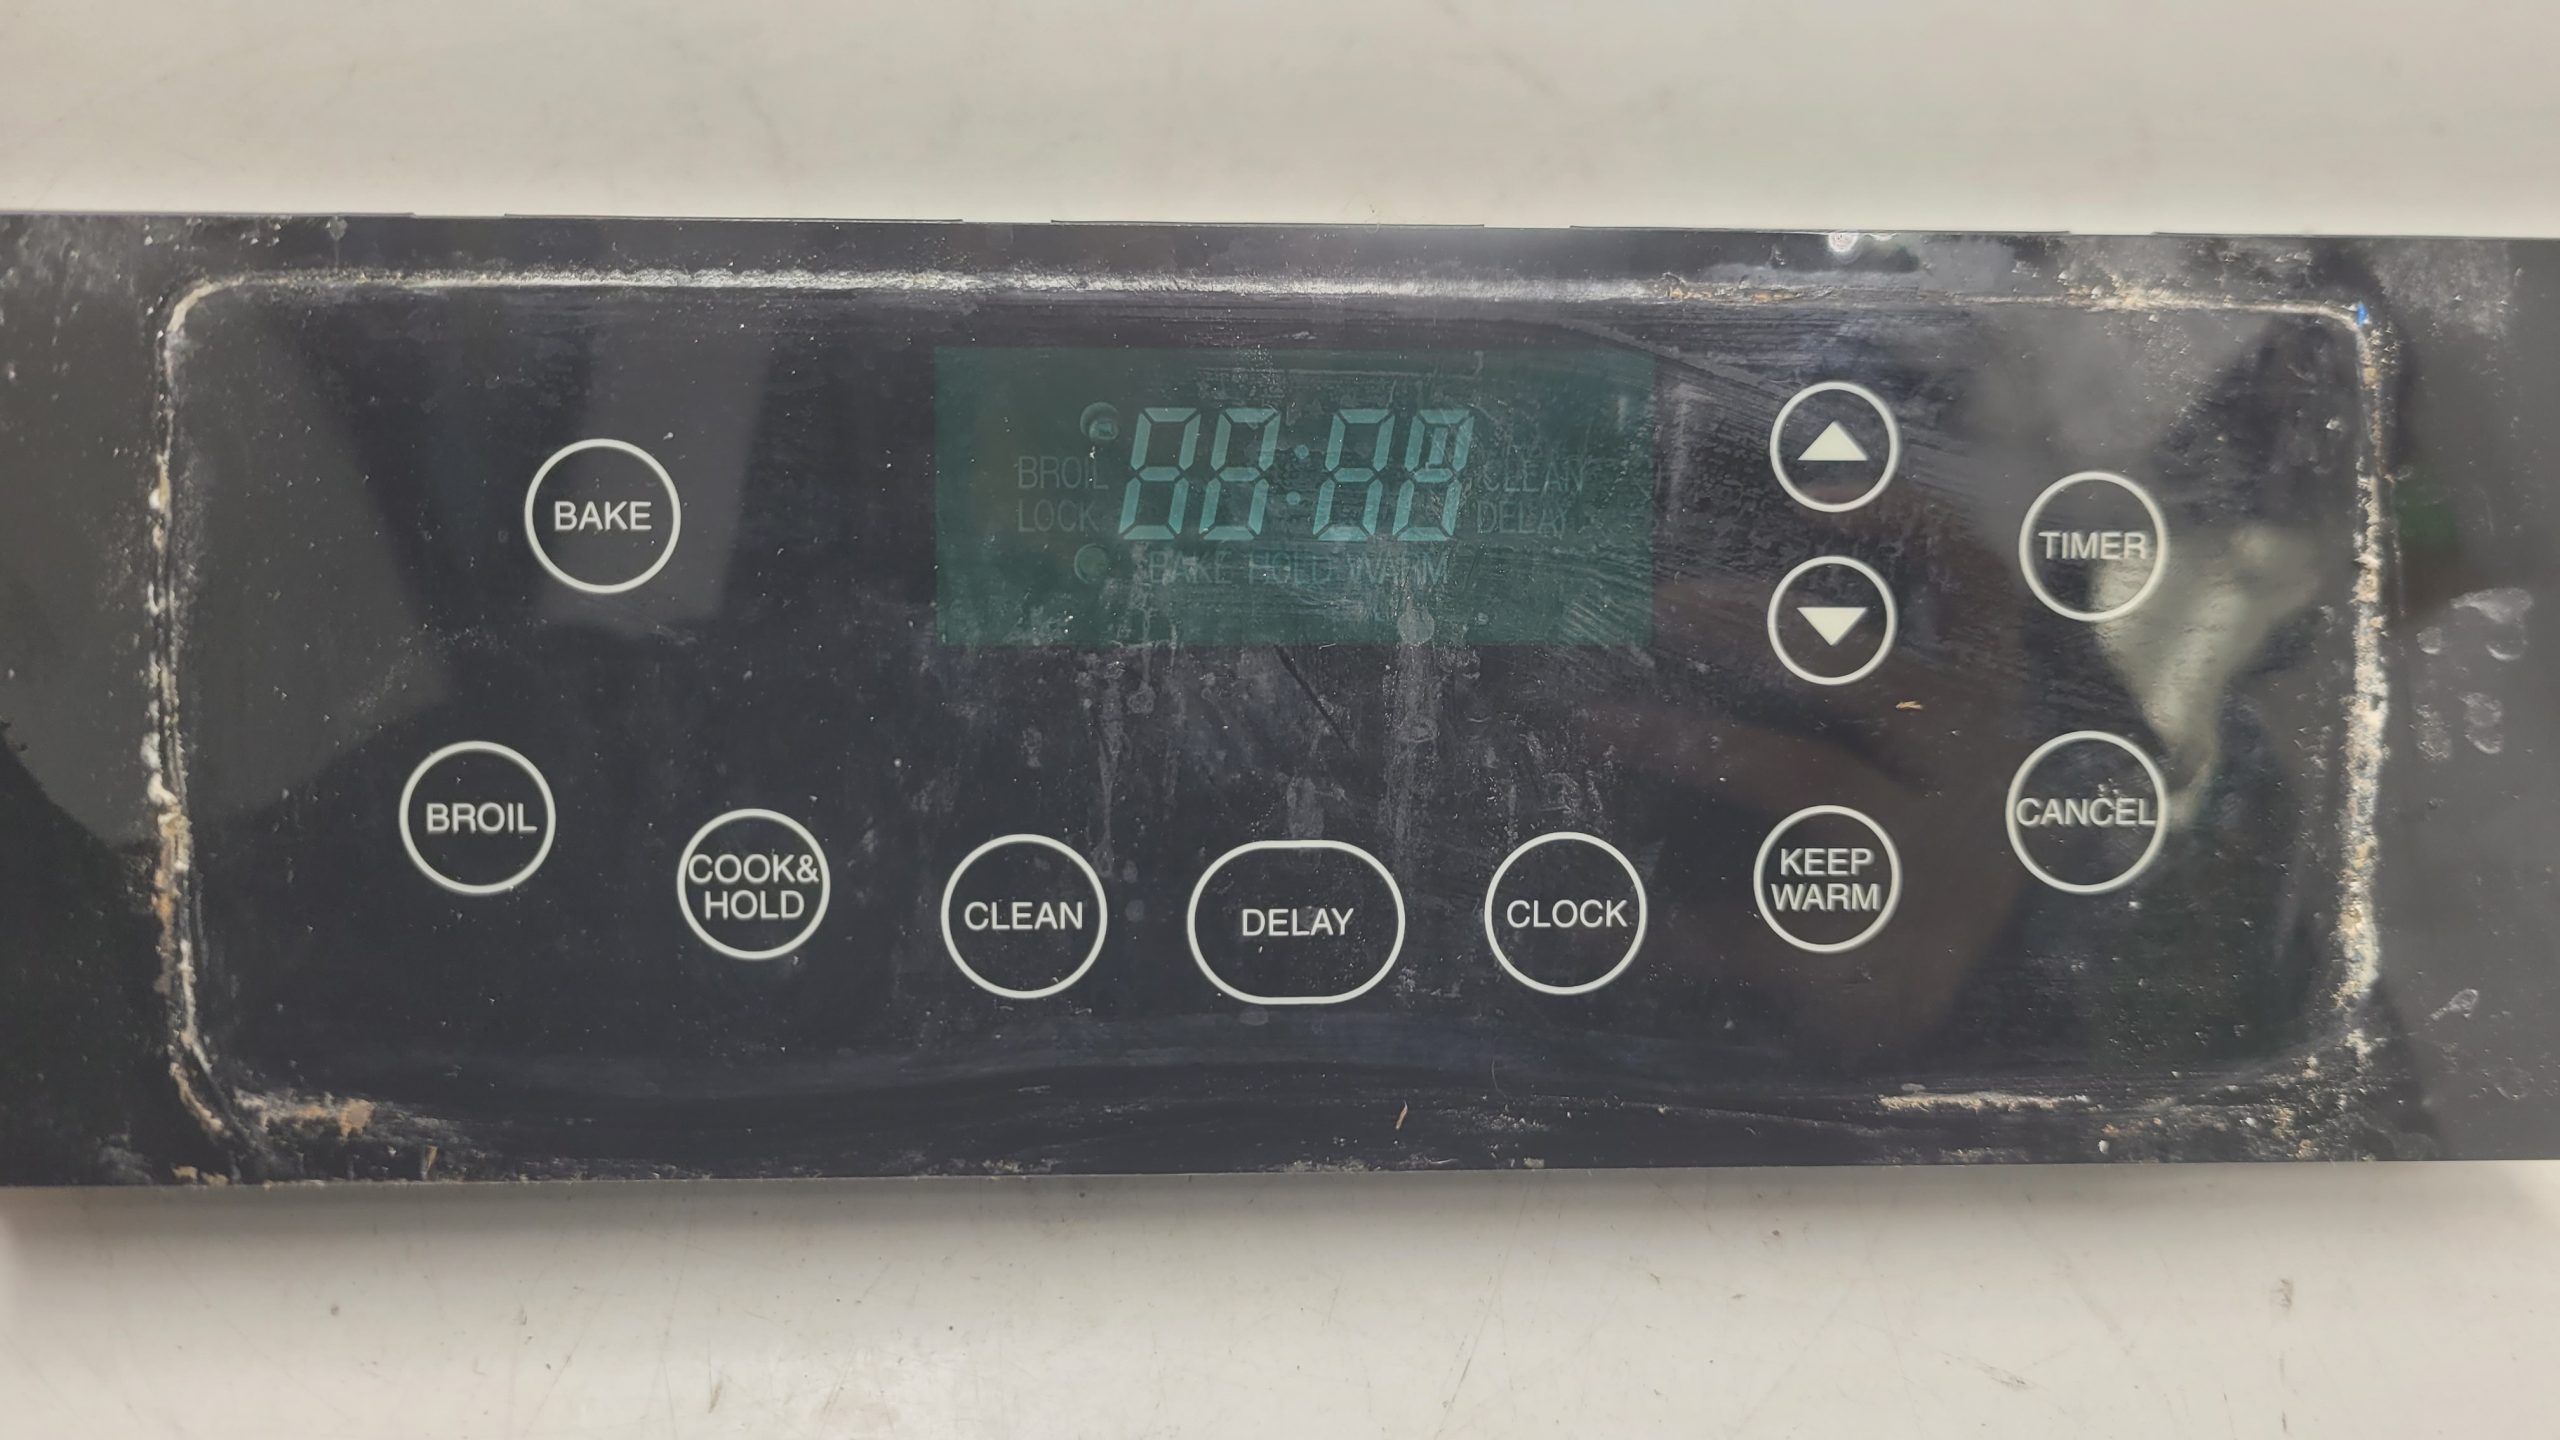 88:88
BROIL
CLEAN
LOCK
DELAY
BAKE HOLD WARM
BAKE
TIMER
BROIL
COOK&
HOLD
CLEAN
DELAY
CLOCK
KEEP
WARM
CANCEL